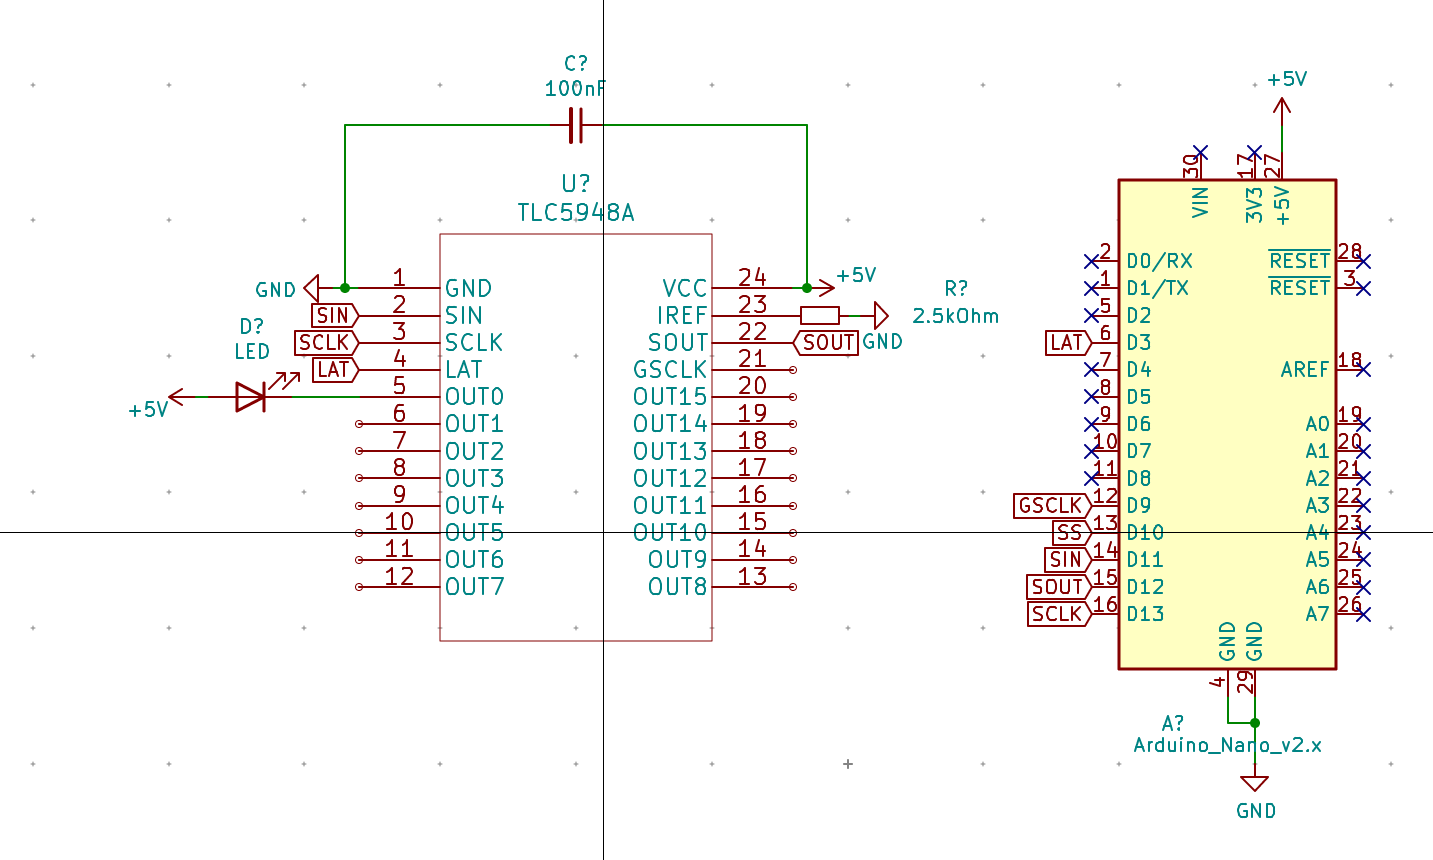 C?
100nF
U?
TLC5948A
GND
1
GND
SIN
2
SIN
SCLK
3
SCLK
LAT
4
LAT
D?
LED
+5V
5
OUT0
6
OUT1
7
OUT2
8
OUT3
9
OUT4
10
OUT5
11
OUT6
12
OUT7
VCC
24
+5V
IREF
23
R?
2.5kOhm
GND
SOUT
22
SOUT
GSCLK
21
OUT15
20
OUT14
19
OUT13
18
OUT12
17
OUT11
16
OUT10
15
OUT9
14
OUT8
13
+5V
30
17
27
VIN
3V3
+5V
2
D0/RX
1
D1/TX
5
D2
LAT
6
D3
7
D4
8
D5
9
D6
10
D7
11
D8
GSCLK
12
D9
SS
13
D10
SIN
14
D11
SOUT
15
D12
SCLK
16
D13
RESET
28
RESET
3
AREF
18
A0
19
A1
20
A2
21
A3
22
A4
23
A5
24
A6
25
A7
26
GND
GND
4
29
A?
Arduino_Nano_v2.x
GND